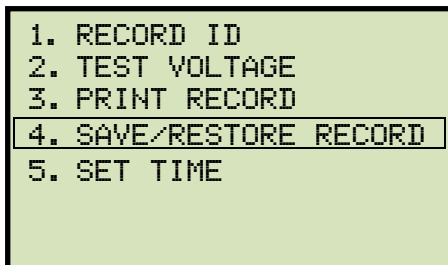 1. RECORD ID
2. TEST VOLTAGE
3. PRINT RECORD
4. SAVE/RESTORE RECORD
5. SET TIME